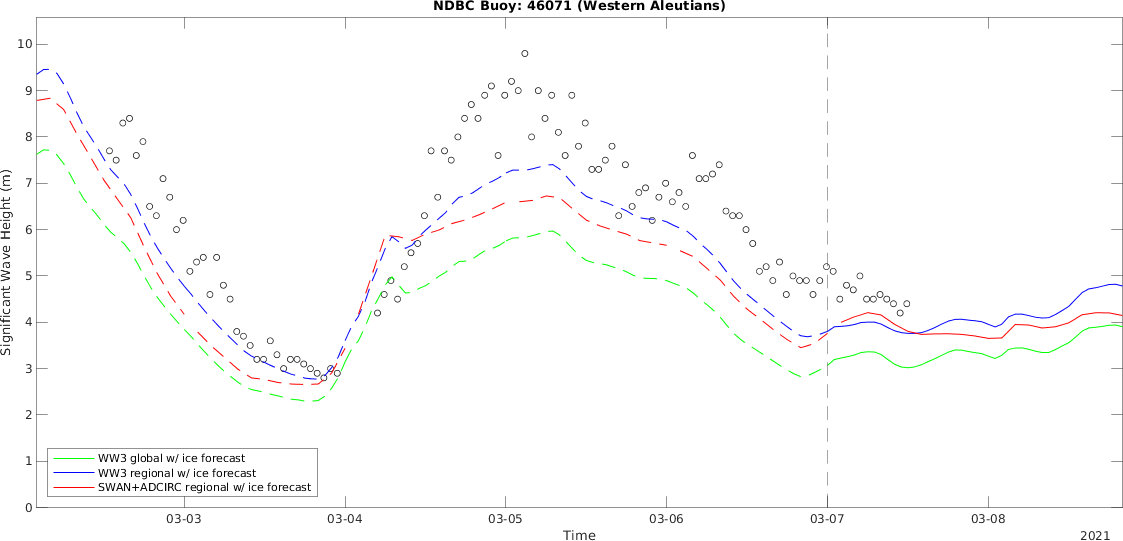 NDBC Buoy: 46071 (Western Aleutians)
10
9
8
7
6
5
4
3
2
1
0
Significant Wave Height (m)
WW3 global w/ ice forecast
WW3 regional w/ ice forecast
SWAN+ADCIRC regional w/ ice forecast
03-03 03-04 03-05 03-06 03-07 03-08
Time
2021